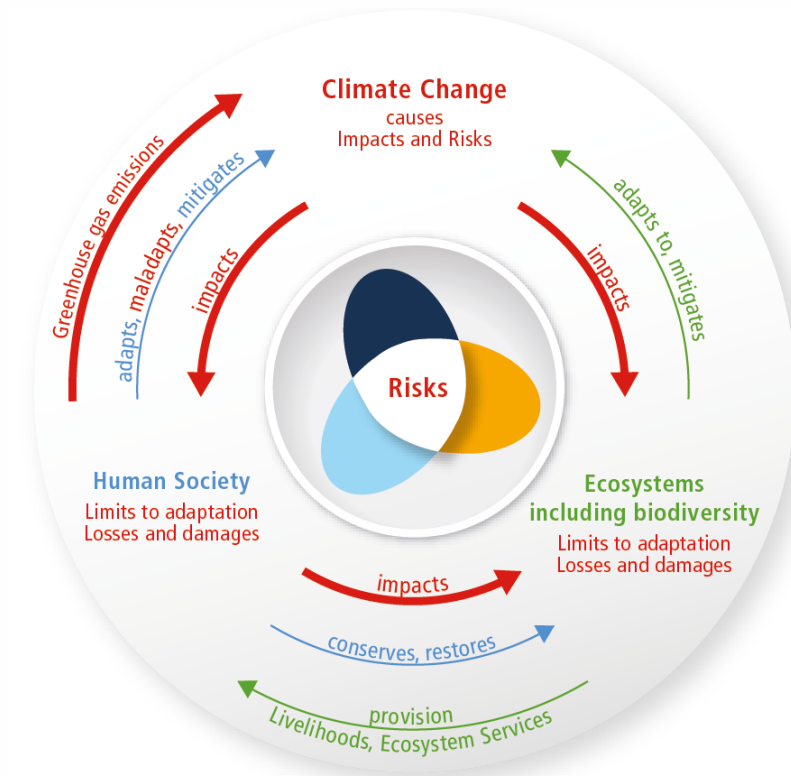 Climate Change
causes
Impacts and Risks
Greenhouse gas emissions
adapts, maladapts, mitigates
impacts
impacts
adapts to, mitigates
Risks
Human Society
Limits to adaptation
Losses and damages
Ecosystems
including biodiversity
Limits to adaptation
Losses and damages
impacts
conserves, restores
provision
Livelihoods, Ecosystem Services